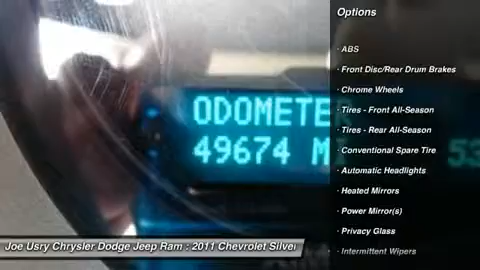 Options
· ABS
· Front Disc/Rear Drum Brakes
· Chrome Wheels
· Tires - Front All-Season
· Tires - Rear All-Season
· Conventional Spare Tire
· Automatic Headlights
· Heated Mirrors
· Power Mirror(s)
· Privacy Glass
· Intermittent Wipers
ODOMETE
49674 M
53
Joe Usry Chrysler Dodge Jeep Ram : 2011 Chevrolet Silver